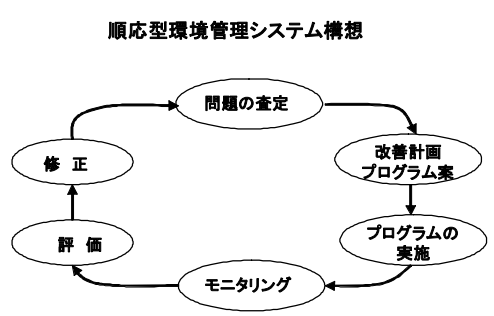 順応型環境管理システム構想
問題の査定
改善計画
プログラム案
プログラムの
実施
モニタリング
評 価
修 正